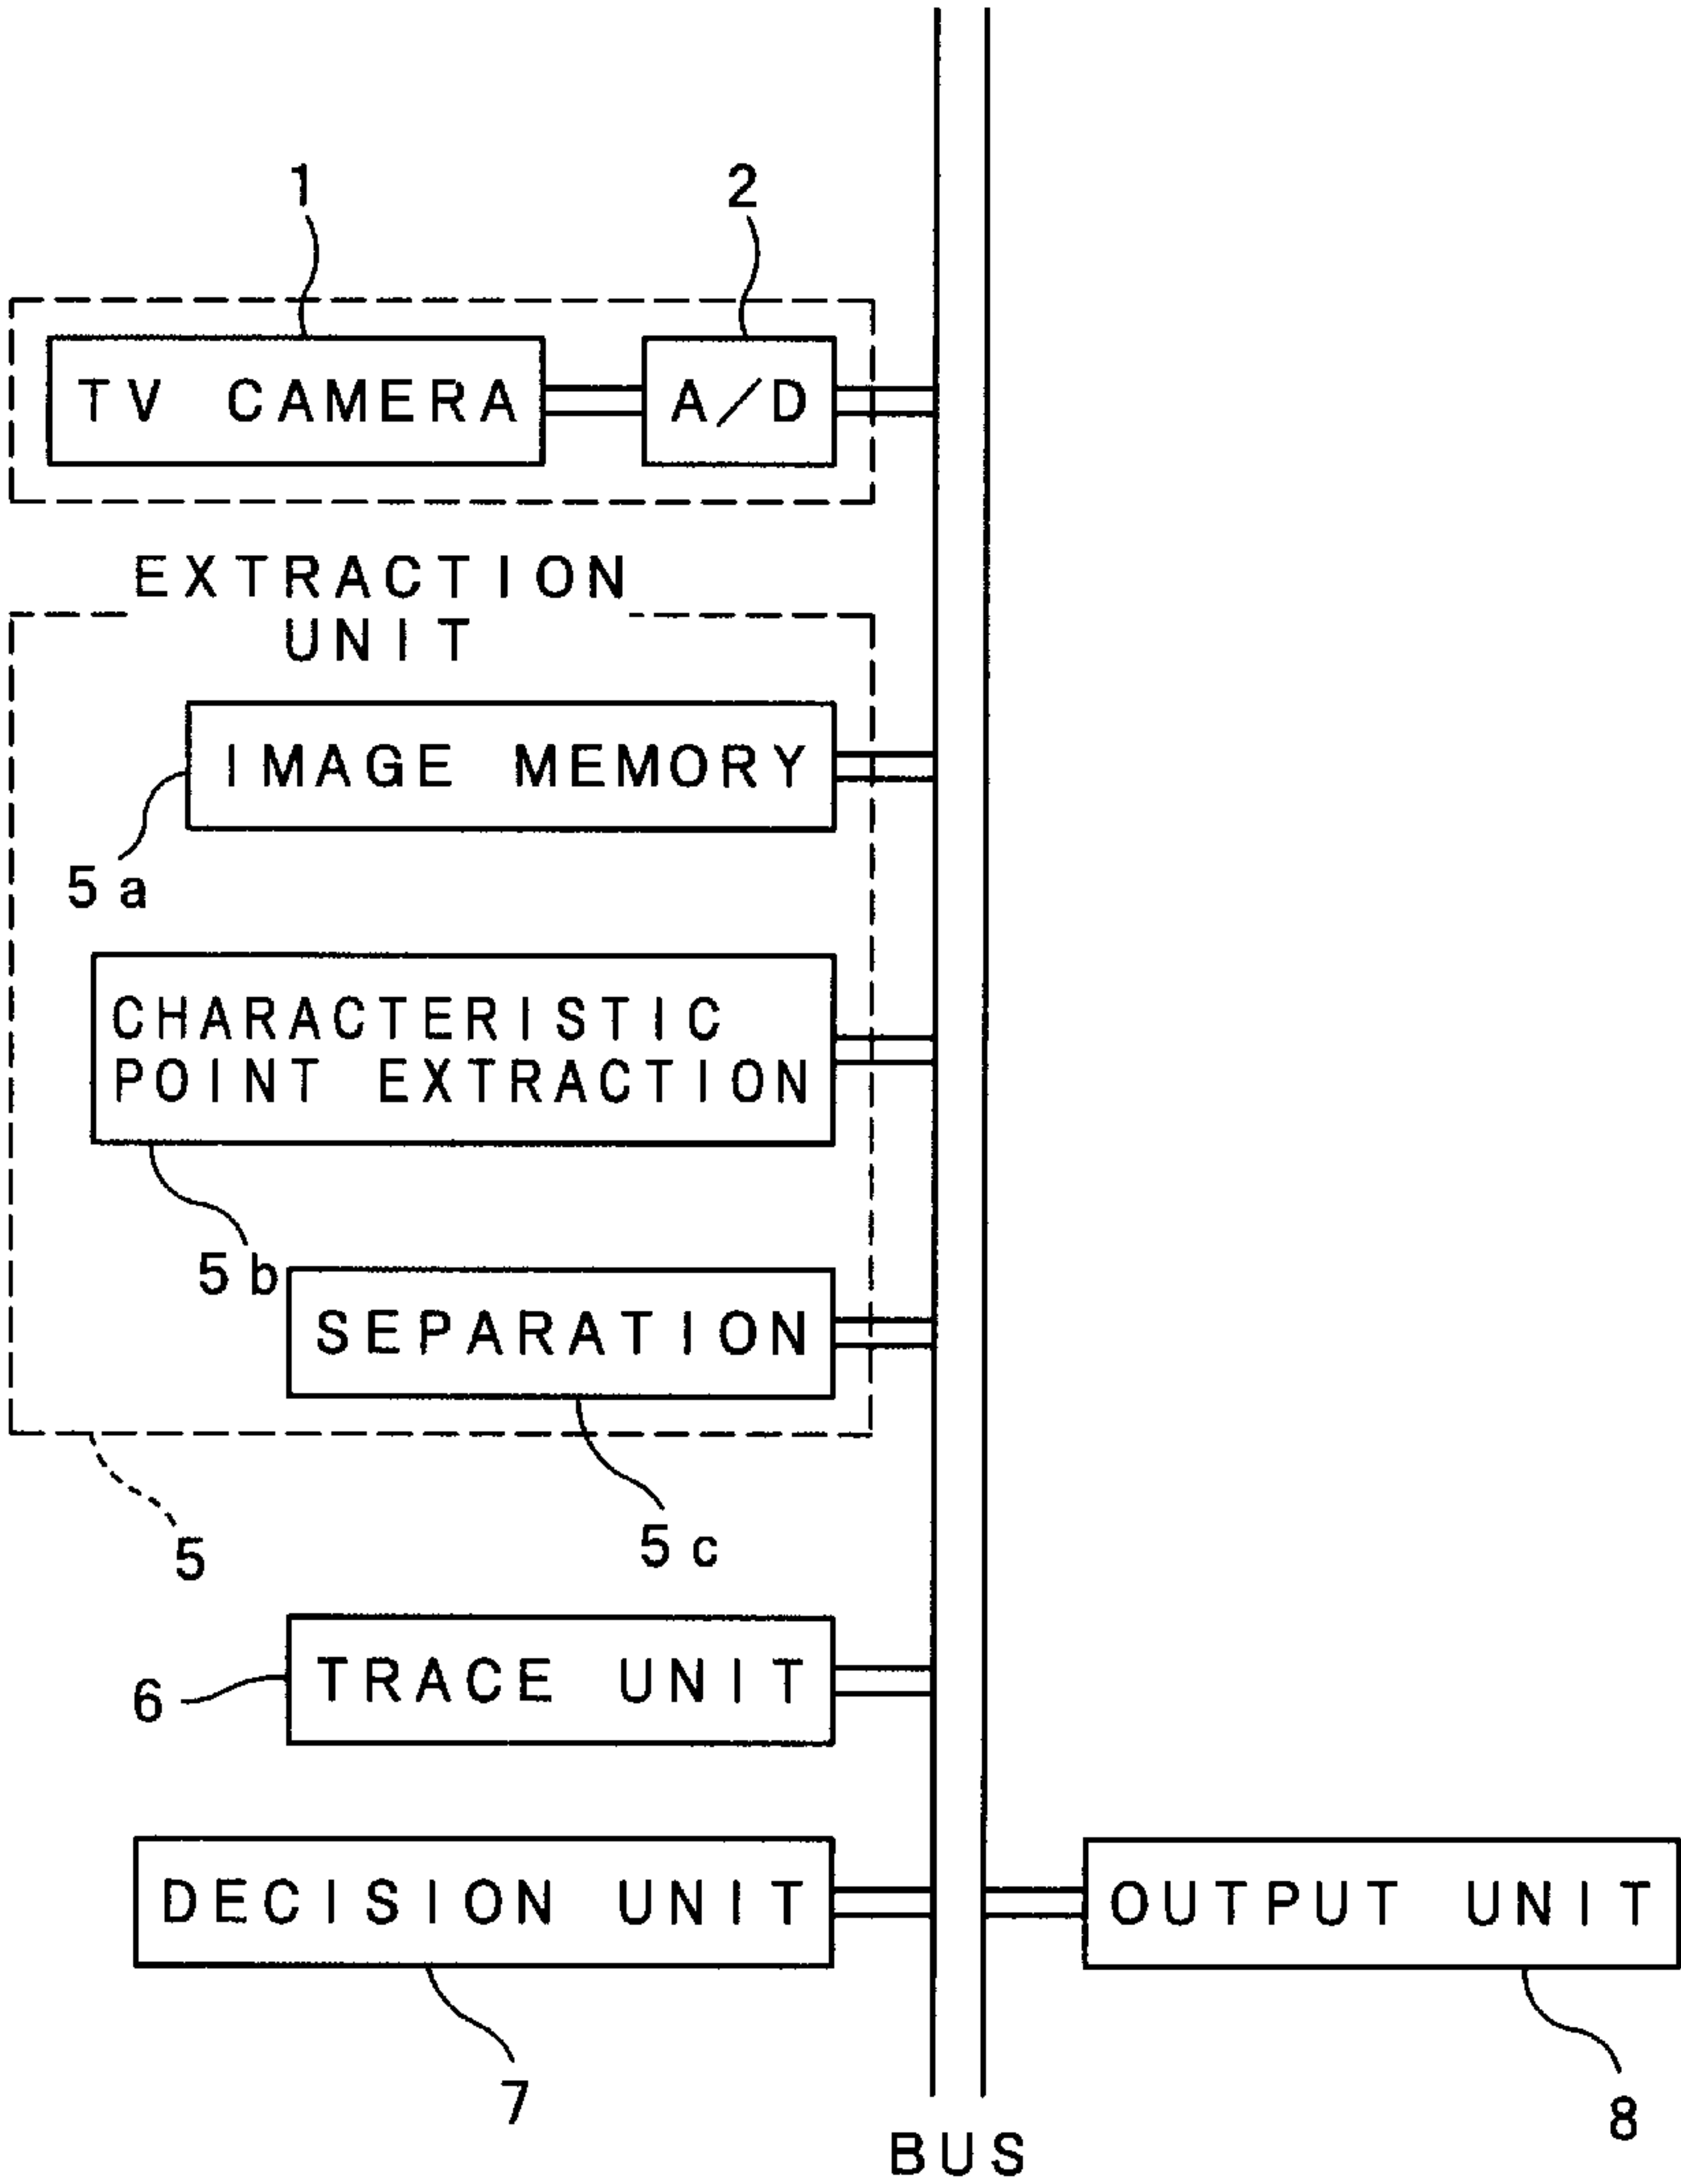 1
2
TV CAMERA
A/D
EXTRACTION
UNIT
IMAGE MEMORY
5a
CHARACTERISTIC
POINT EXTRACTION
5b
SEPARATION
5
5c
TRACE UNIT
6
DECISION UNIT
OUTPUT UNIT
7
8
BUS